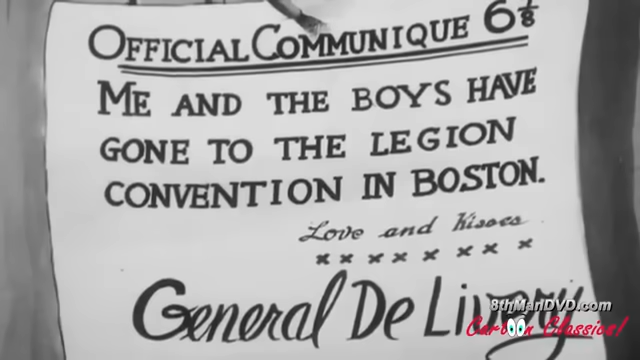 OFFICIAL COMMUNIQUE 6⅞
ME AND THE BOYS HAVE
GONE TO THE LEGION
CONVENTION IN BOSTON.
Love and Kisses
x x x x x x x x
General De Livery
8thManDVD.com
Cartoon Classics!